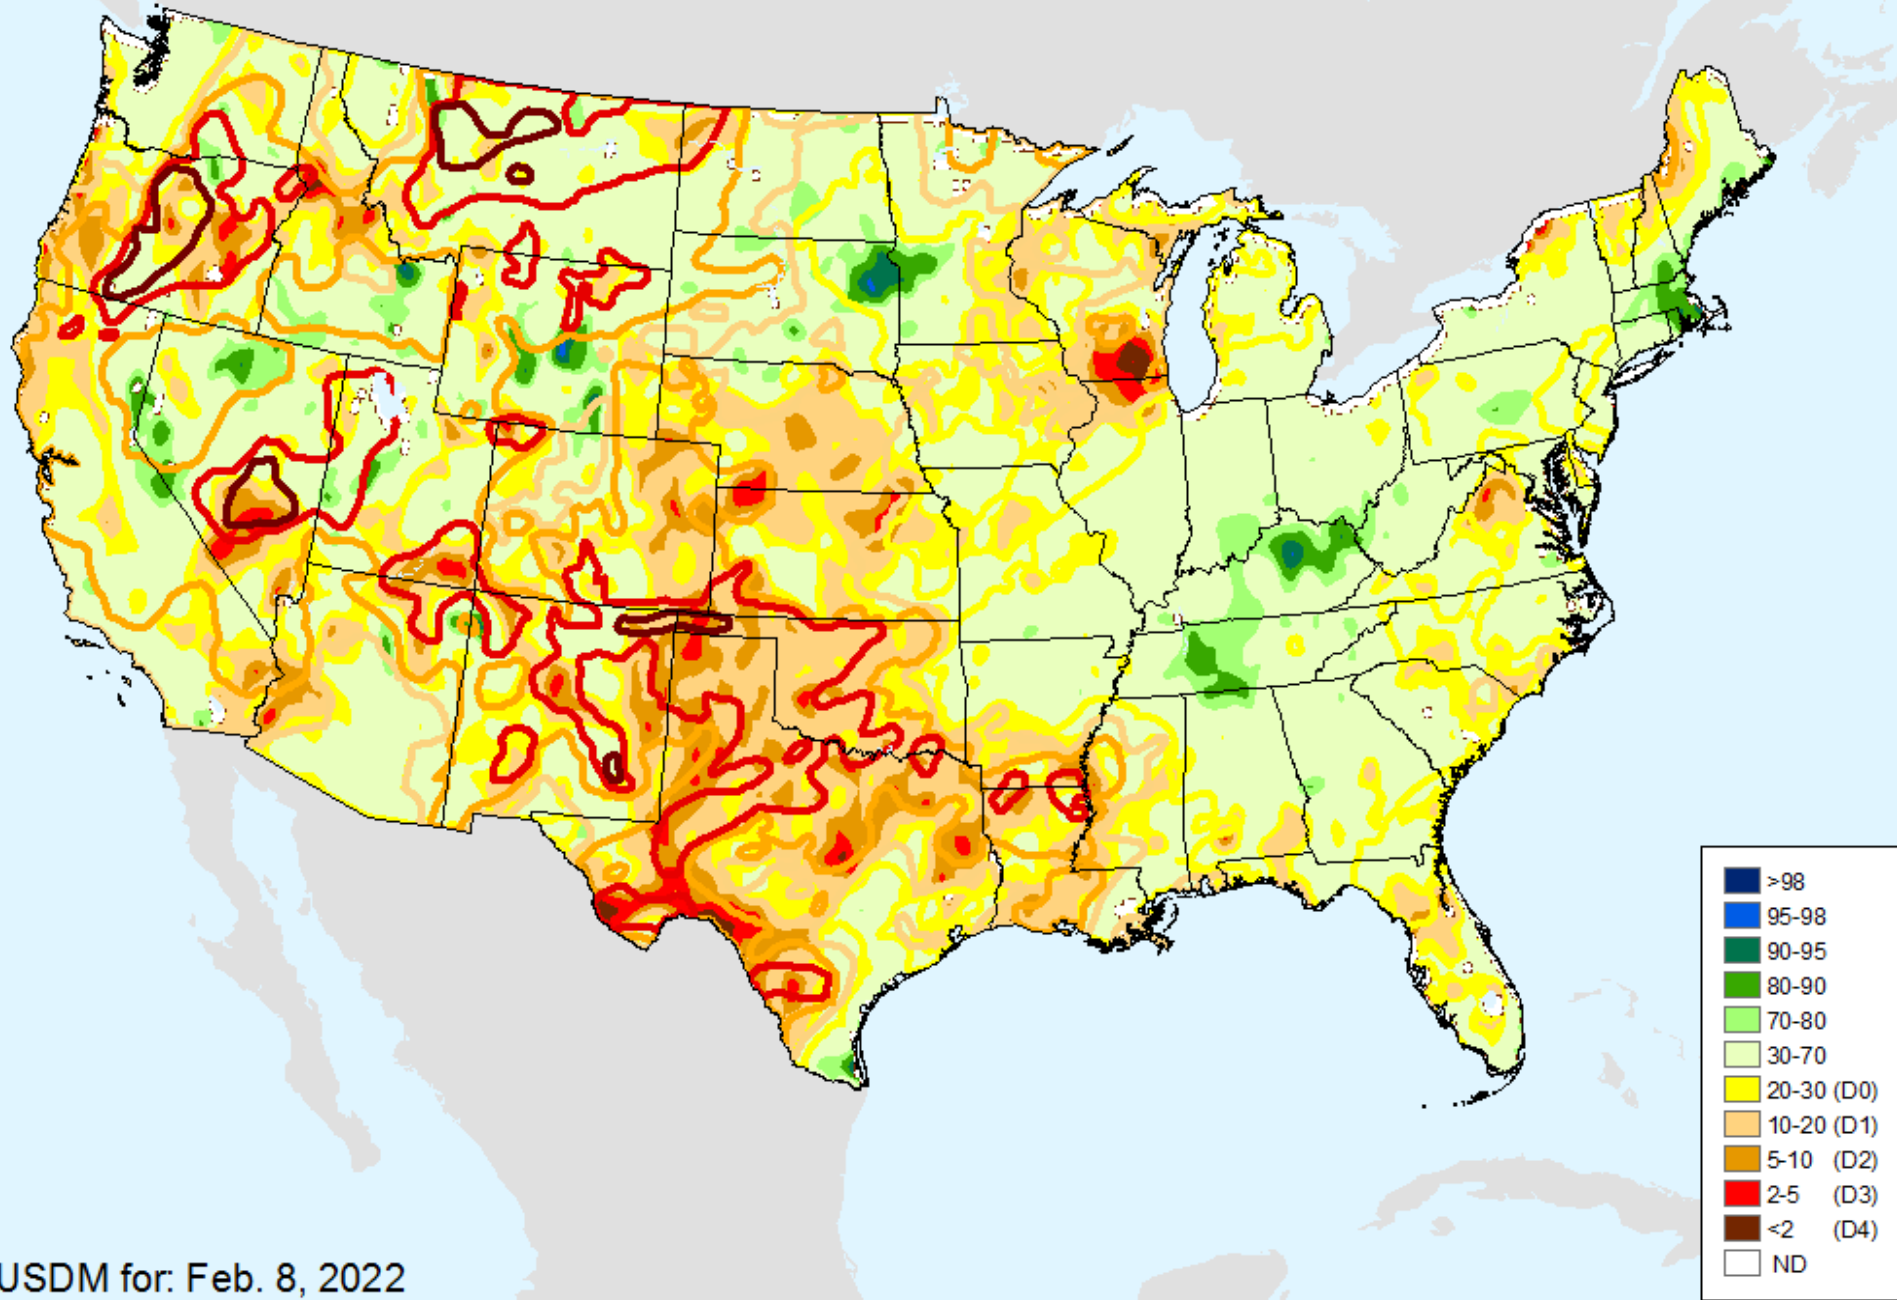 >98
95-98
90-95
80-90
70-80
30-70
20-30 (D0)
10-20 (D1)
5-10 (D2)
2-5 (D3)
<2 (D4)
ND
USDM for: Feb. 8, 2022